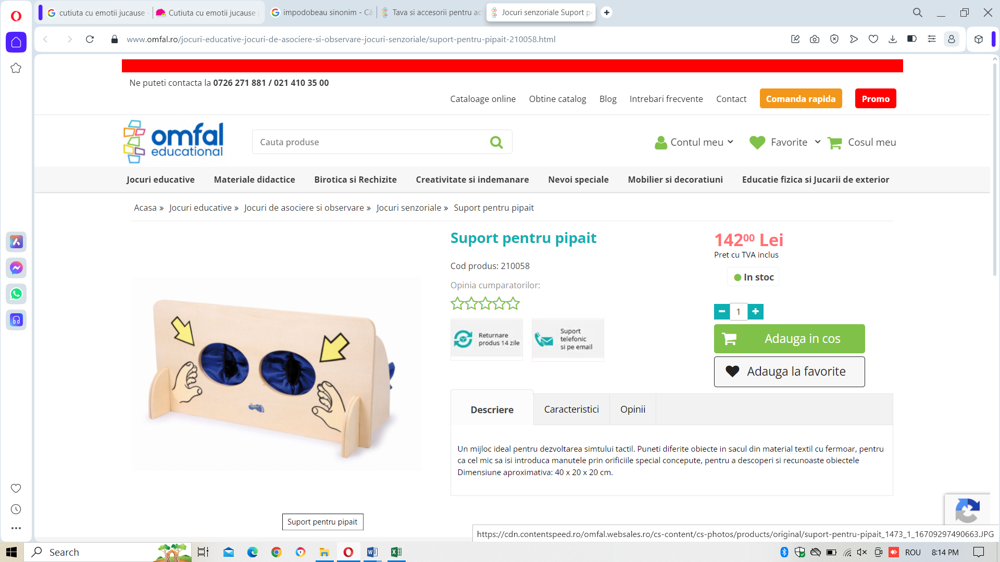 cutiuta cu emotii jucause
Cutiuta cu emotii jucause
impodobeau sinonim - Că
Tava si accesorii pentru ac
Jocuri senzoriale Suport p
www.omfal.ro/jocuri-educative-jocuri-de-asociere-si-observare-jocuri-senzoriale/suport-pentru-pipait-210058.html
Ne puteti contacta la 0726 271 881 / 021 410 35 00
Cataloage online Obtine catalog Blog Intrebari frecvente Contact Comanda rapida Promo
omfal
educational
Cauta produse
Contul meu Favorite Cosul meu
Jocuri educative Materiale didactice Birotica si Rechizite Creativitate si indemanare Nevoi speciale Mobilier si decoratiuni Educatie fizica si Jucarii de exterior
Acasa » Jocuri educative » Jocuri de asociere si observare » Jocuri senzoriale » Suport pentru pipait
Suport pentru pipait
142⁰⁰ Lei
Pret cu TVA inclus
Cod produs: 210058
In stoc
Opinia cumparatorilor:
1
Returnare
produs 14 zile
Suport
telefonic
si pe email
Adauga in cos
Adauga la favorite
Descriere Caracteristici Opinii
Un mijloc ideal pentru dezvoltarea simtului tactil. Puneti diferite obiecte in sacul din material textil cu fermoar, pentru
ca cel mic sa isi introduca manutele prin orificiile special concepute, pentru a descoperi si recunoaste obiectele
Dimensiune aproximativa: 40 x 20 x 20 cm.
Suport pentru pipait
https://cdn.contentspeed.ro/omfal.websales.ro/cs-content/cs-photos/products/original/suport-pentru-pipait_1473_1_16709297490663.JPG
Search
ROU
8:14 PM